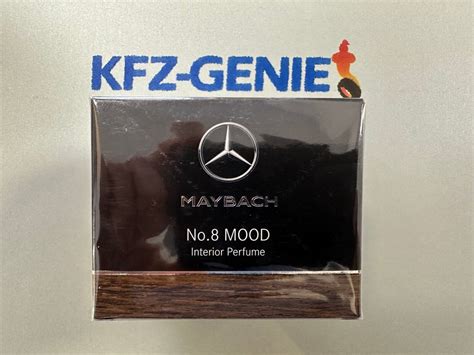 KFZ-GENIE
MAYBACH
No.8 MOOD
Interior Perfume